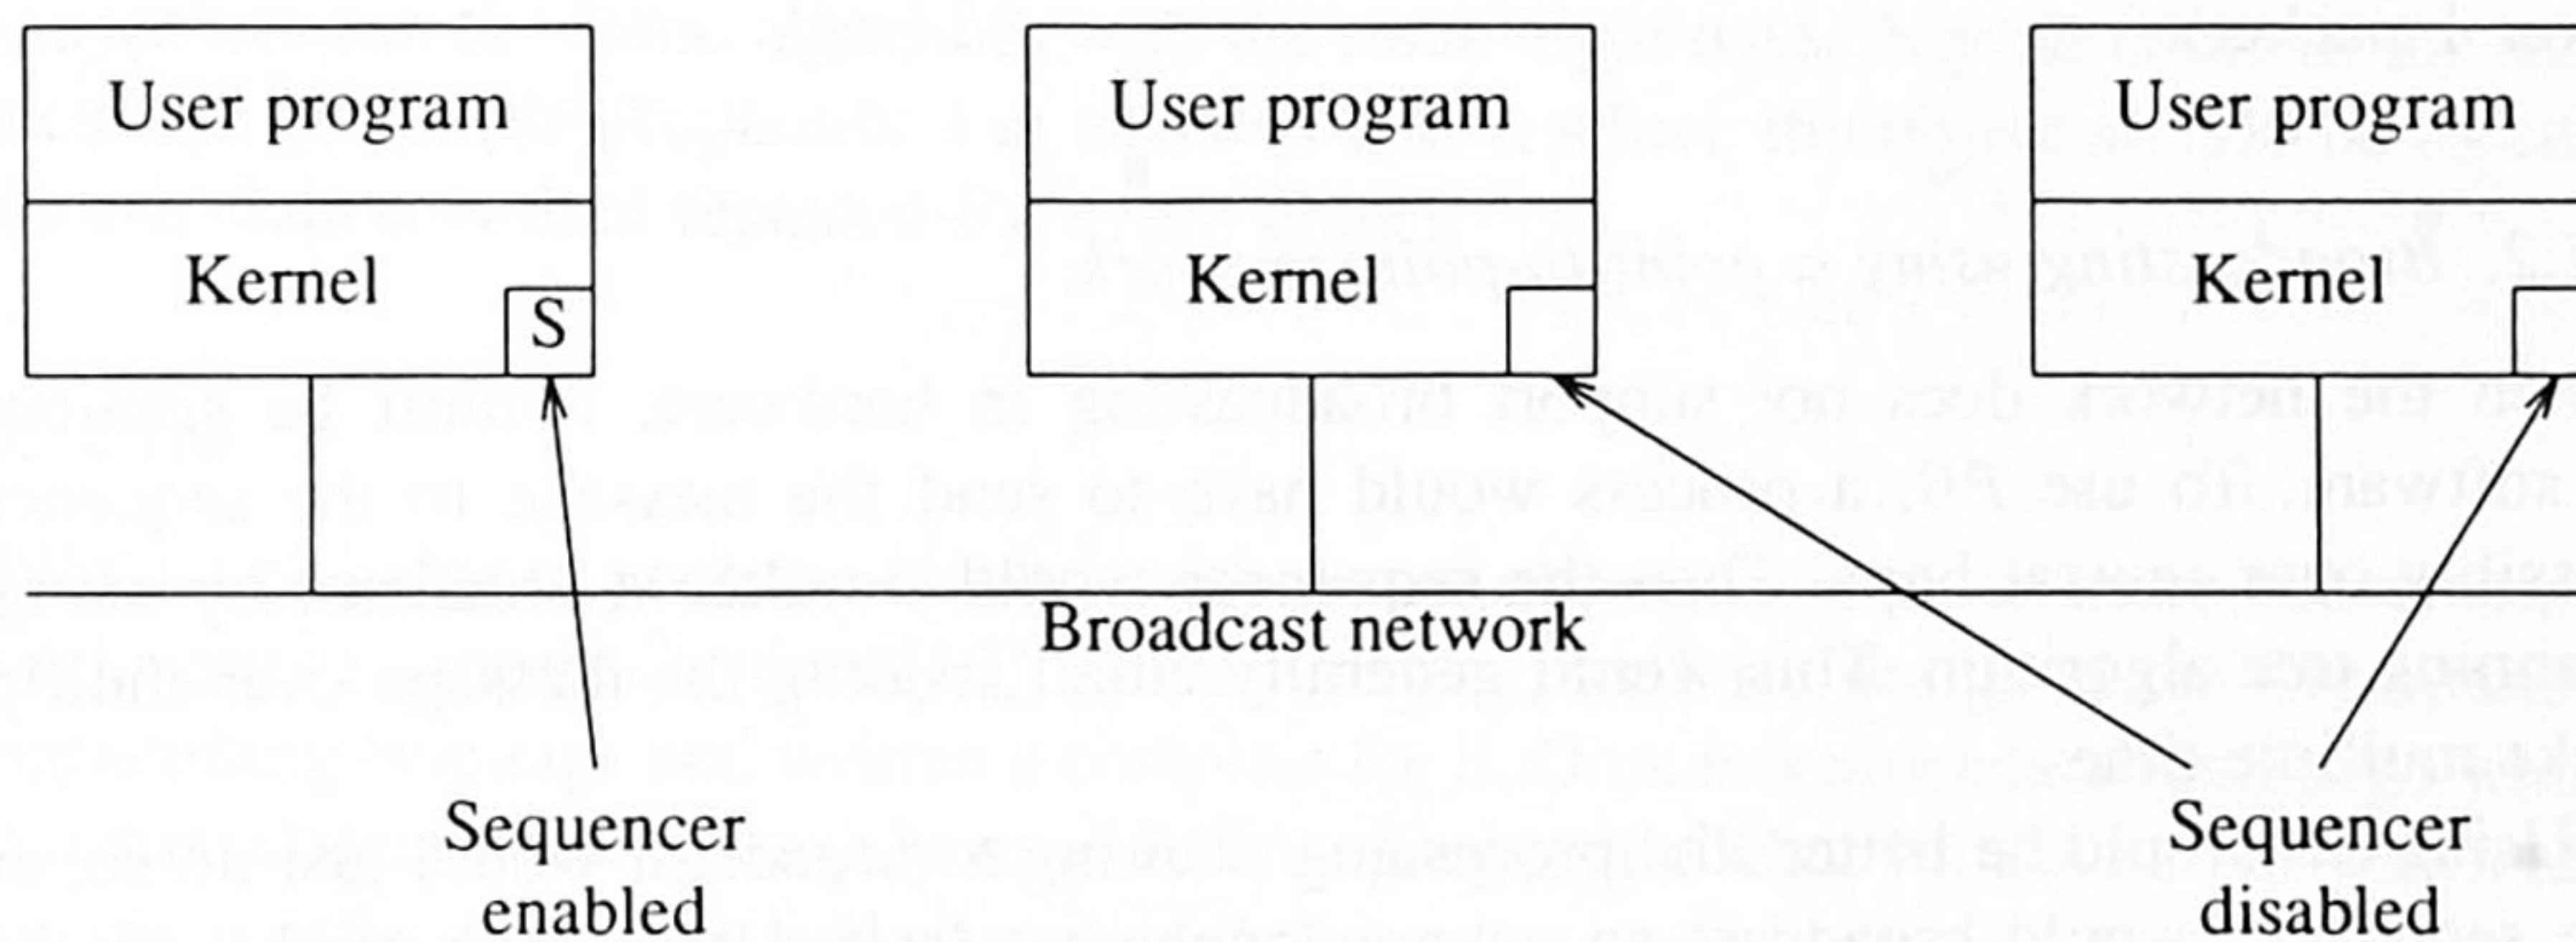 User program
User program
User program
Kernel
S
Kernel
Kernel
Broadcast network
Sequencer
enabled
Sequencer
disabled